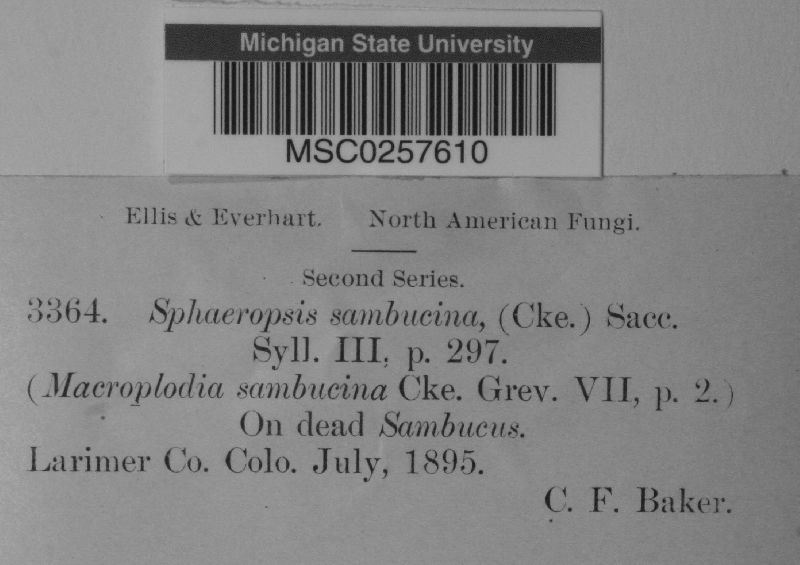 Michigan State University
MSC0257610
Ellis & Everhart. North American Fungi.
Second Series.
3364. Sphaeropsis sambucina, (Cke.) Sacc.
Syll. III, p. 297.
(Macroplodia sambucina Cke. Grev. VII, p. 2.)
On dead Sambucus.
Larimer Co. Colo. July, 1895.
C. F. Baker.